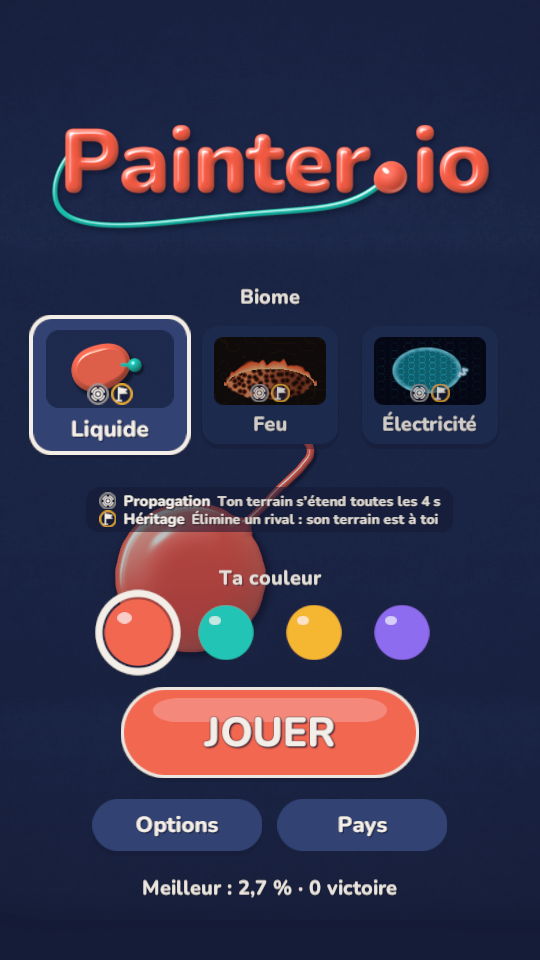 Painter.io
Biome
Liquide
Feu
Électricité
Propagation Ton terrain s'étend toutes les 4 s
Héritage Élimine un rival : son terrain est à toi
Ta couleur
JOUER
Options
Pays
Meilleur : 2,7 % · 0 victoire